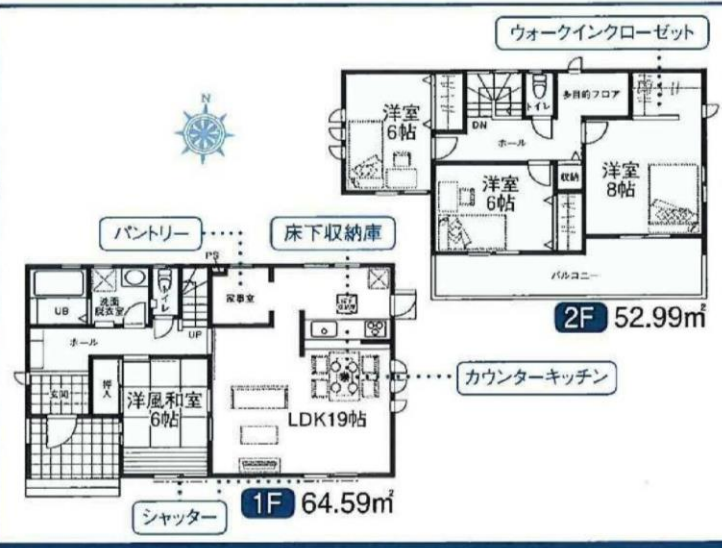 ウォークインクローゼット
N
洋室
6帖
DN
トイレ
多目的フロア
ホール
洋室
6帖
収納
洋室
8帖
バルコニー
2F 52.99㎡
パントリー
床下収納庫
PS
UB
洗面
脱衣室
トイレ
UP
家事室
ホール
玄関
押入
洋風和室
6帖
LDK19帖
カウンターキッチン
シャッター
1F 64.59㎡